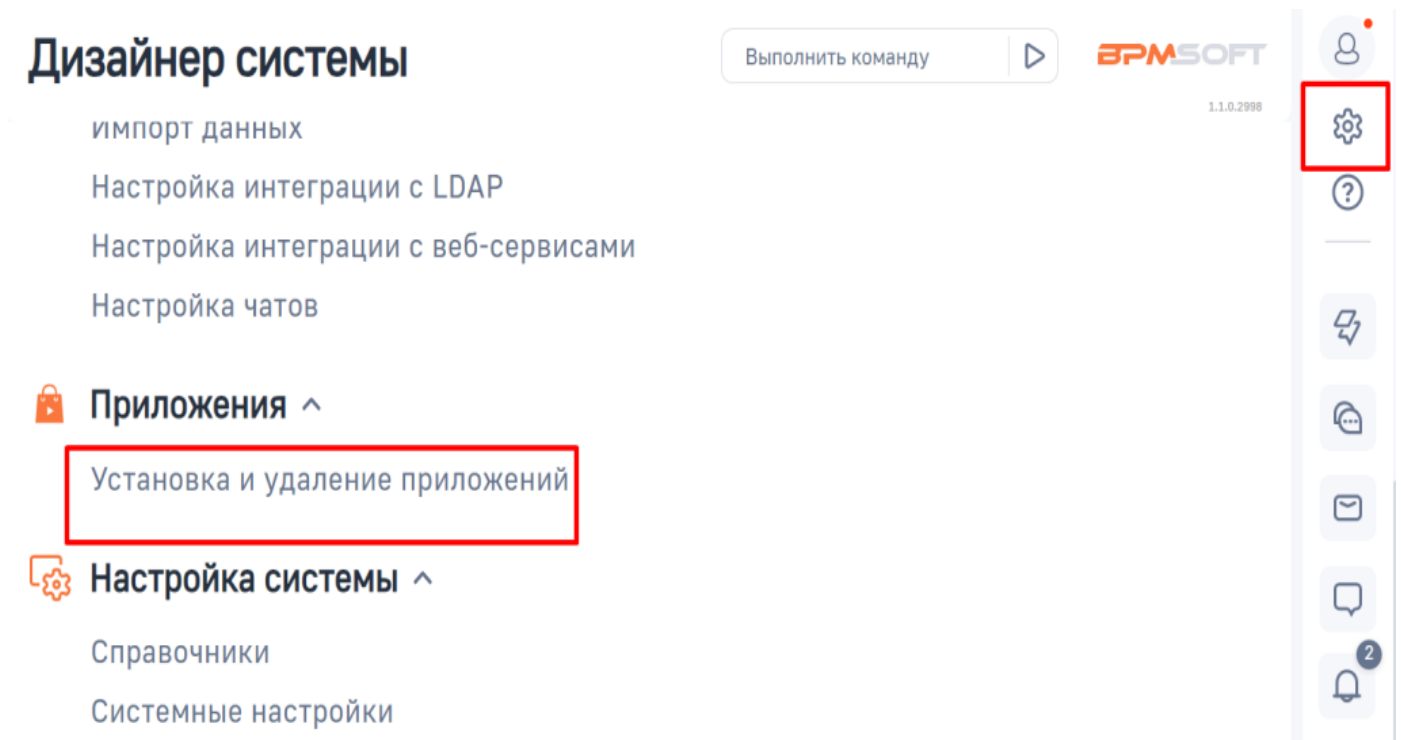 Дизайнер системы
Выполнить команду
BPMSOFT
1.1.0.2998
импорт данных
Настройка интеграции с LDAP
Настройка интеграции с веб-сервисами
Настройка чатов
Приложения
Установка и удаление приложений
Настройка системы
Справочники
Системные настройки
2